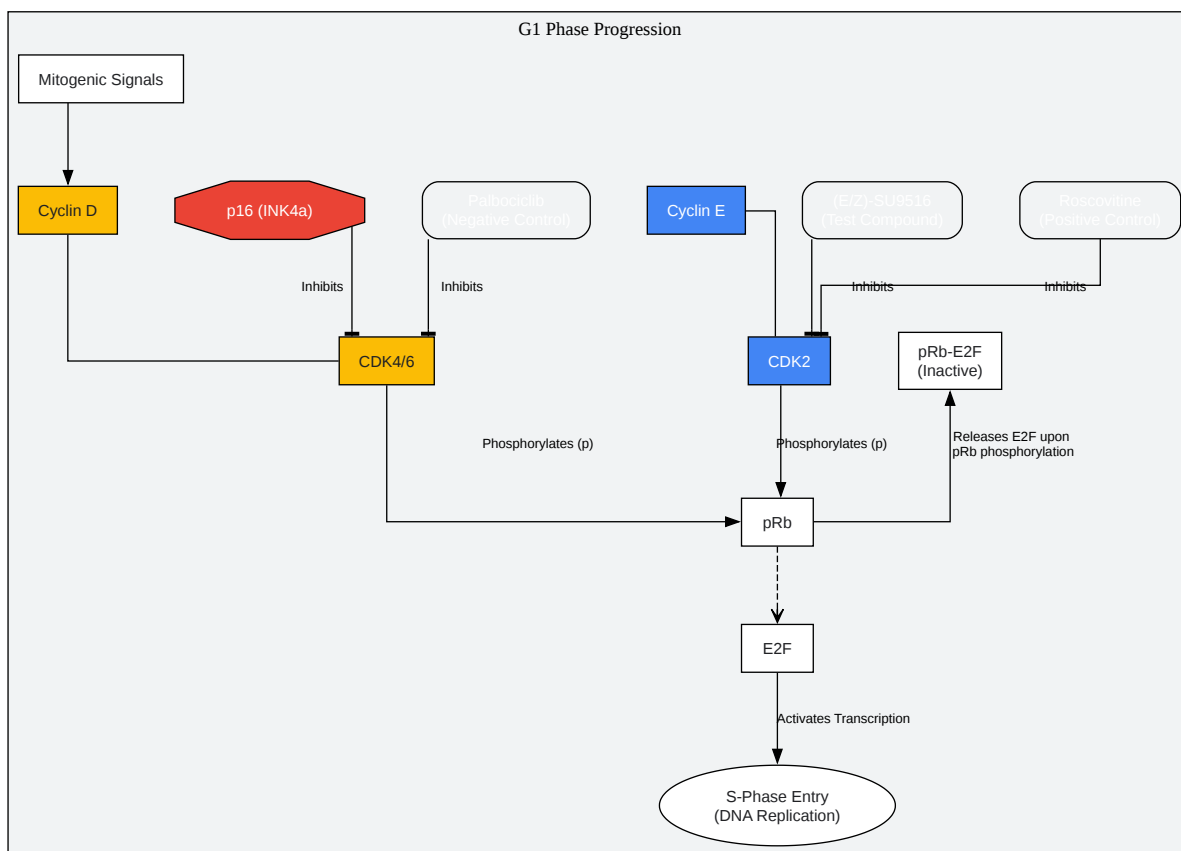 G1 Phase Progression
Mitogenic Signals
Cyclin D
p16 (INK4a)
Palbociclib
(Negative Control)
Cyclin E
(E/Z)-SU9516
(Test Compound)
Roscovitine
(Positive Control)
Inhibits
Inhibits
Inhibits
Inhibits
CDK4/6
CDK2
pRb-E2F
(Inactive)
Phosphorylates (p)
Phosphorylates (p)
Releases E2F upon
pRb phosphorylation
pRb
E2F
Activates Transcription
S-Phase Entry
(DNA Replication)